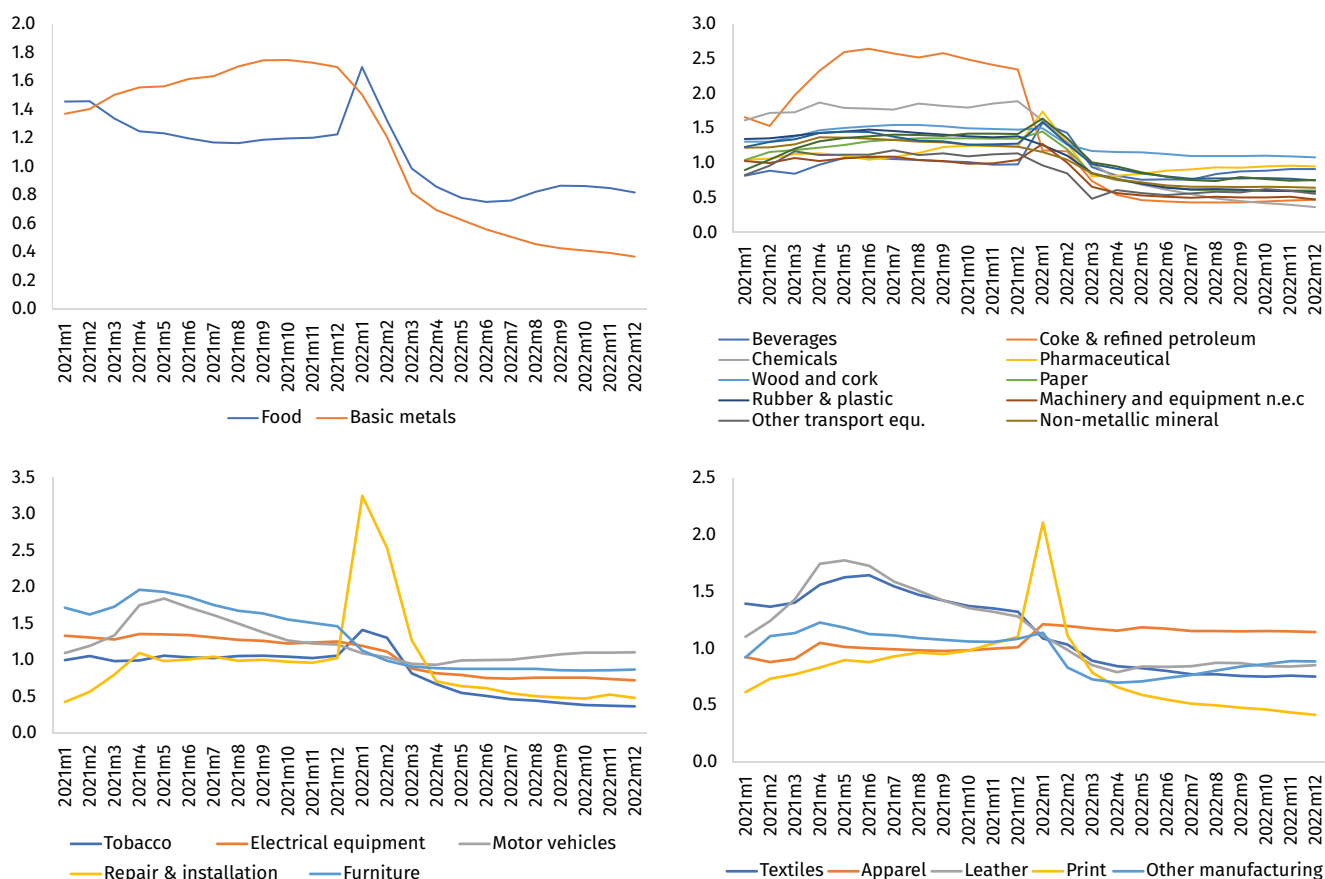 2.0
1.8
1.6
1.4
1.2
1.0
0.8
0.6
0.4
0.2
0.0
2021m1
2021m2
2021m3
2021m4
2021m5
2021m6
2021m7
2021m8
2021m9
2021m10
2021m11
2021m12
2022m1
2022m2
2022m3
2022m4
2022m5
2022m6
2022m7
2022m8
2022m9
2022m10
2022m11
2022m12
Food Basic metals
3.0
2.5
2.0
1.5
1.0
0.5
0.0
2021m1
2021m2
2021m3
2021m4
2021m5
2021m6
2021m7
2021m8
2021m9
2021m10
2021m11
2021m12
2022m1
2022m2
2022m3
2022m4
2022m5
2022m6
2022m7
2022m8
2022m9
2022m10
2022m11
2022m12
Beverages Coke & refined petroleum
Chemicals Pharmaceutical
Wood and cork Paper
Rubber & plastic Machinery and equipment n.e.c
Other transport equ. Non-metallic mineral
3.5
3.0
2.5
2.0
1.5
1.0
0.5
0.0
2021m1
2021m2
2021m3
2021m4
2021m5
2021m6
2021m7
2021m8
2021m9
2021m10
2021m11
2021m12
2022m1
2022m2
2022m3
2022m4
2022m5
2022m6
2022m7
2022m8
2022m9
2022m10
2022m11
2022m12
Tobacco Electrical equipment Motor vehicles
Repair & installation Furniture
2.5
2.0
1.5
1.0
0.5
0.0
2021m1
2021m2
2021m3
2021m4
2021m5
2021m6
2021m7
2021m8
2021m9
2021m10
2021m11
2021m12
2022m1
2022m2
2022m3
2022m4
2022m5
2022m6
2022m7
2022m8
2022m9
2022m10
2022m11
2022m12
Textiles Apparel Leather Print Other manufacturing